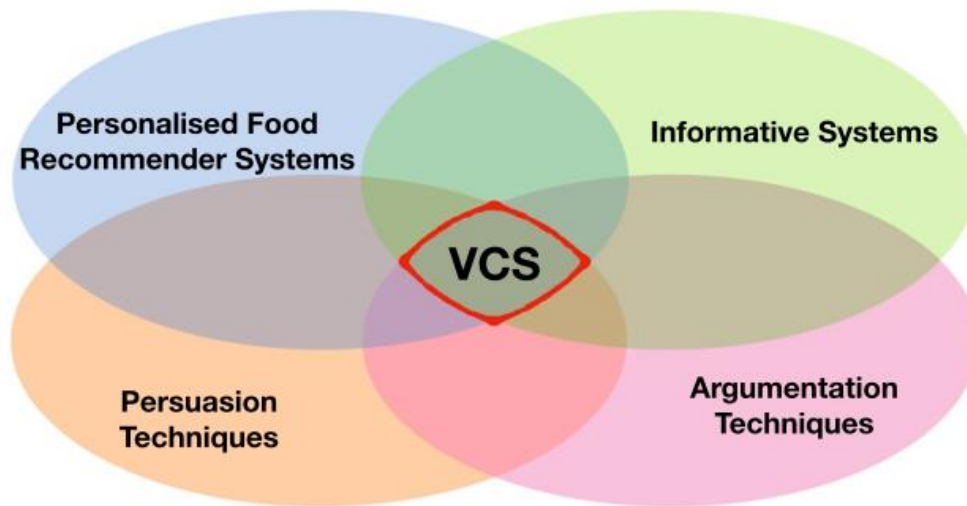 Personalised Food
Recommender Systems
Informative Systems
VCS
Persuasion
Techniques
Argumentation
Techniques